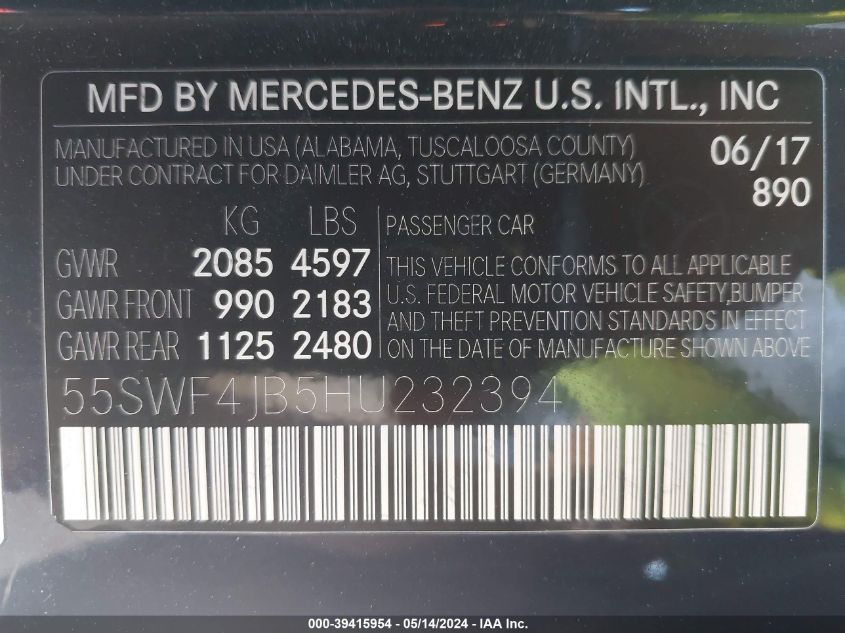 MFD BY MERCEDES-BENZ U.S. INTL., INC
MANUFACTURED IN USA (ALABAMA, TUSCALOOSA COUNTY) 06/17
UNDER CONTRACT FOR DAIMLER AG, STUTTGART (GERMANY) 890
KG LBS
GVWR 2085 4597
GAWR FRONT 990 2183
GAWR REAR 1125 2480
PASSENGER CAR
THIS VEHICLE CONFORMS TO ALL APPLICABLE
U.S. FEDERAL MOTOR VEHICLE SAFETY,BUMPER
AND THEFT PREVENTION STANDARDS IN EFFECT
ON THE DATE OF MANUFACTURE SHOWN ABOVE.
55SWF4JB5HU232394
000-39415954 - 05/14/2024 - IAA Inc.